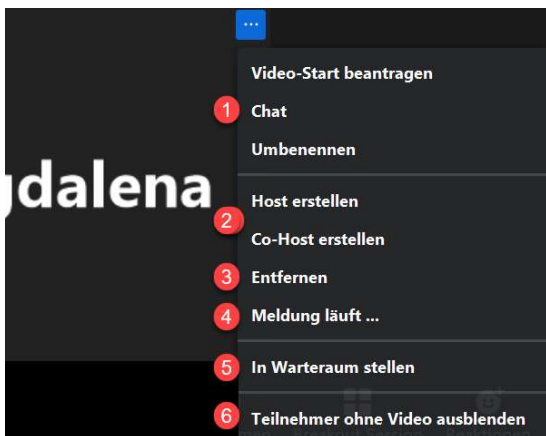 ...
Video-Start beantragen
1 Chat
Umbenennen
gdalena
Host erstellen
2
Co-Host erstellen
3 Entfernen
4 Meldung läuft ...
5 In Warteraum stellen
6 Teilnehmer ohne Video ausblenden